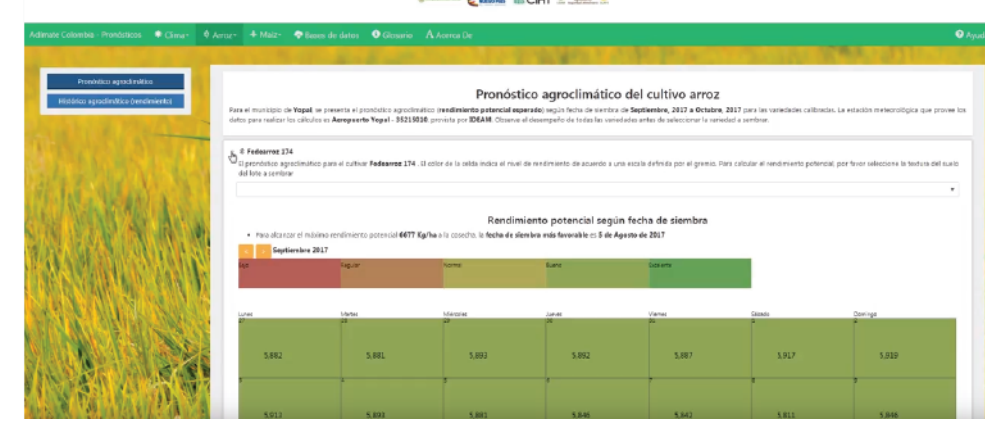 CIAT
Aclimate Colombia - Pronósticos Clima Arroz Maíz Bases de datos Glosario Acerca De Ayuda
Pronóstico agroclimático
Histórico agroclimático (rendimiento)
Pronóstico agroclimático del cultivo arroz
Para el municipio de Yopal, se presenta el pronóstico agroclimático (rendimiento potencial esperado) según fecha de siembra de Septiembre, 2017 a Octubre, 2017 para las variedades calibradas. La estación meteorológica que provee los
datos para realizar los cálculos es Aeropuerto Yopal - 35215010, provista por IDEAM. Observe el desempeño de todas las variedades antes de seleccionar la variedad a sembrar.
Fedearroz 174
El pronóstico agroclimático para el cultivar Fedearroz 174 . El color de la celda indica el nivel de rendimiento de acuerdo a una escala definida por el gremio. Para calcular el rendimiento potencial, por favor seleccione la textura del suelo
del lote a sembrar
Rendimiento potencial según fecha de siembra
Para alcanzar el máximo rendimiento potencial 6677 Kg/ha a la cosecha, la fecha de siembra más favorable es 5 de Agosto de 2017
Septiembre 2017
Regular Normal Bueno Excelente
Lunes Martes Miércoles Jueves Viernes Sábado Domingo
5,882 5,881 5,893 5,892 5,887 5,917 5,919
3 4 5 6 7 8 9
5,913 5,893 5,881 5,846 5,842 5,811 5,846